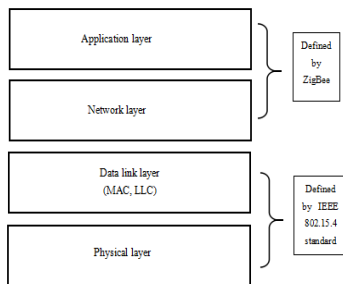 Application layer
Defined
by
ZigBee
Network layer
Data link layer
(MAC, LLC)
Defined
by IEEE
802.15.4
standard
Physical layer